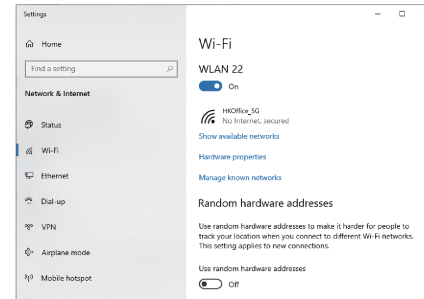 Settings
Home
Find a setting
Network & Internet
Status
Wi-Fi
Ethernet
Dial-up
VPN
Airplane mode
Mobile hotspot
Wi-Fi
WLAN 22
On
HKOffice_5G
No Internet, secured
Show available networks
Hardware properties
Manage known networks
Random hardware addresses
Use random hardware addresses to make it harder for people to
track your location when you connect to different Wi-Fi networks.
This setting applies to new connections.
Use random hardware addresses
Off